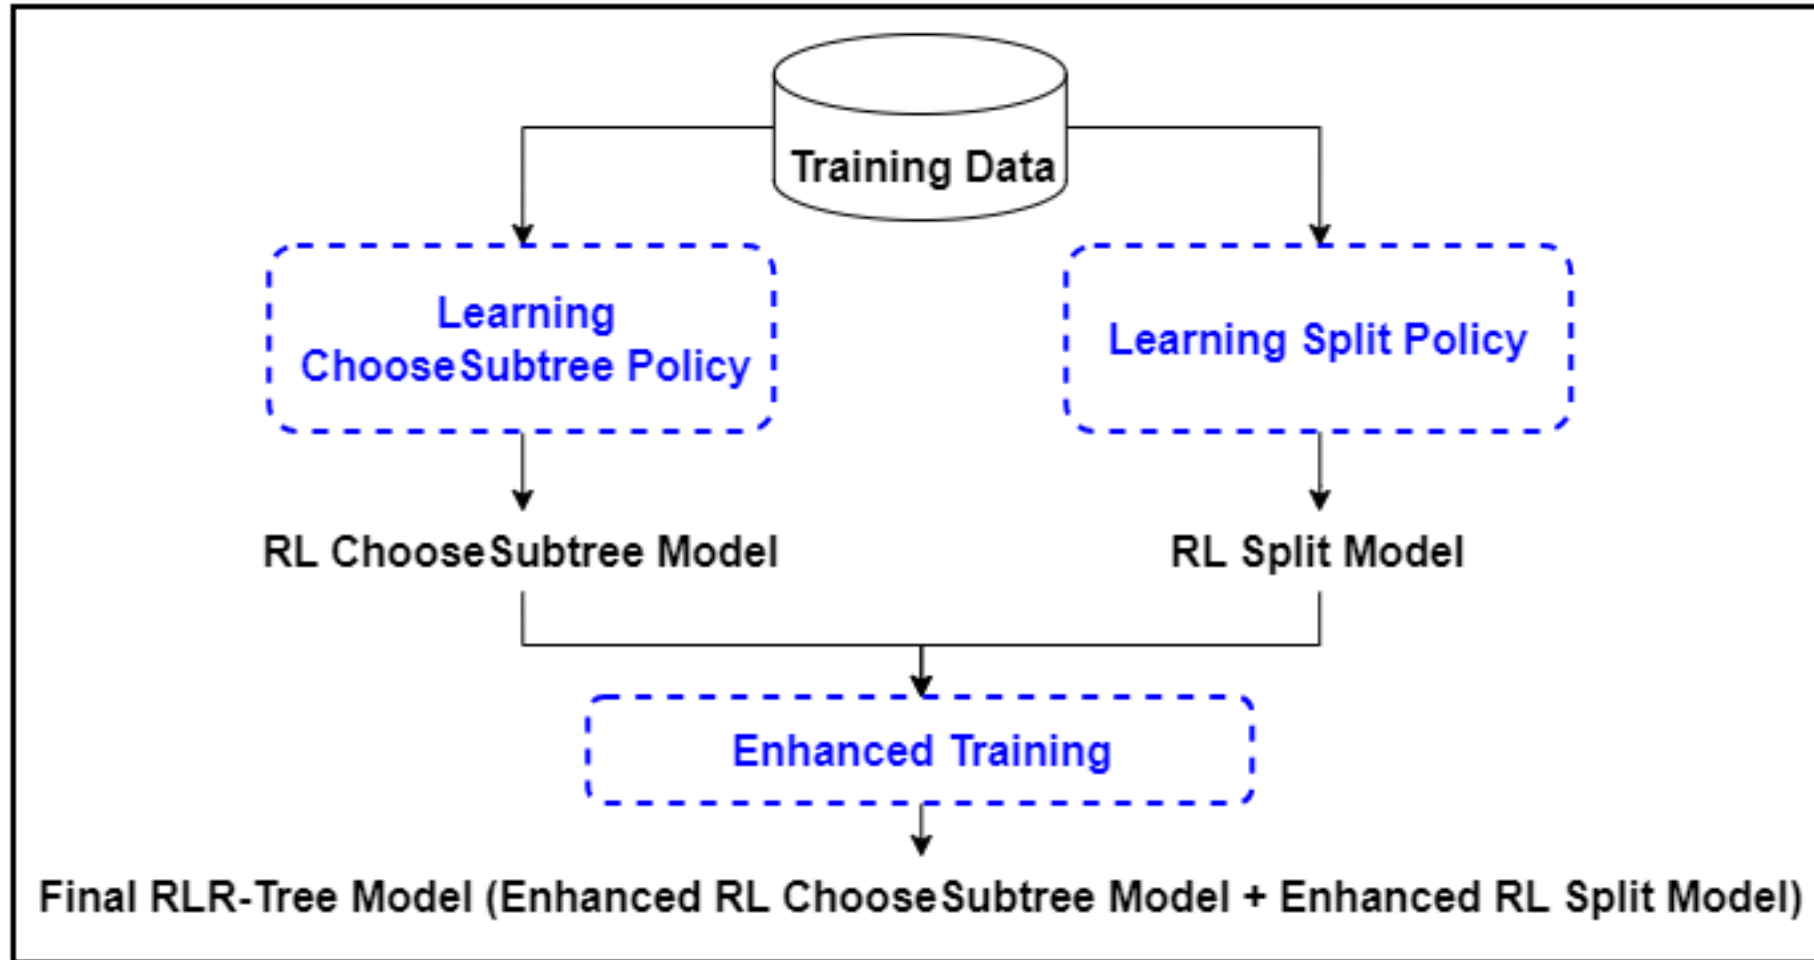 Training Data
Learning
ChooseSubtree Policy
Learning Split Policy
RL ChooseSubtree Model
RL Split Model
Enhanced Training
Final RLR-Tree Model (Enhanced RL ChooseSubtree Model + Enhanced RL Split Model)